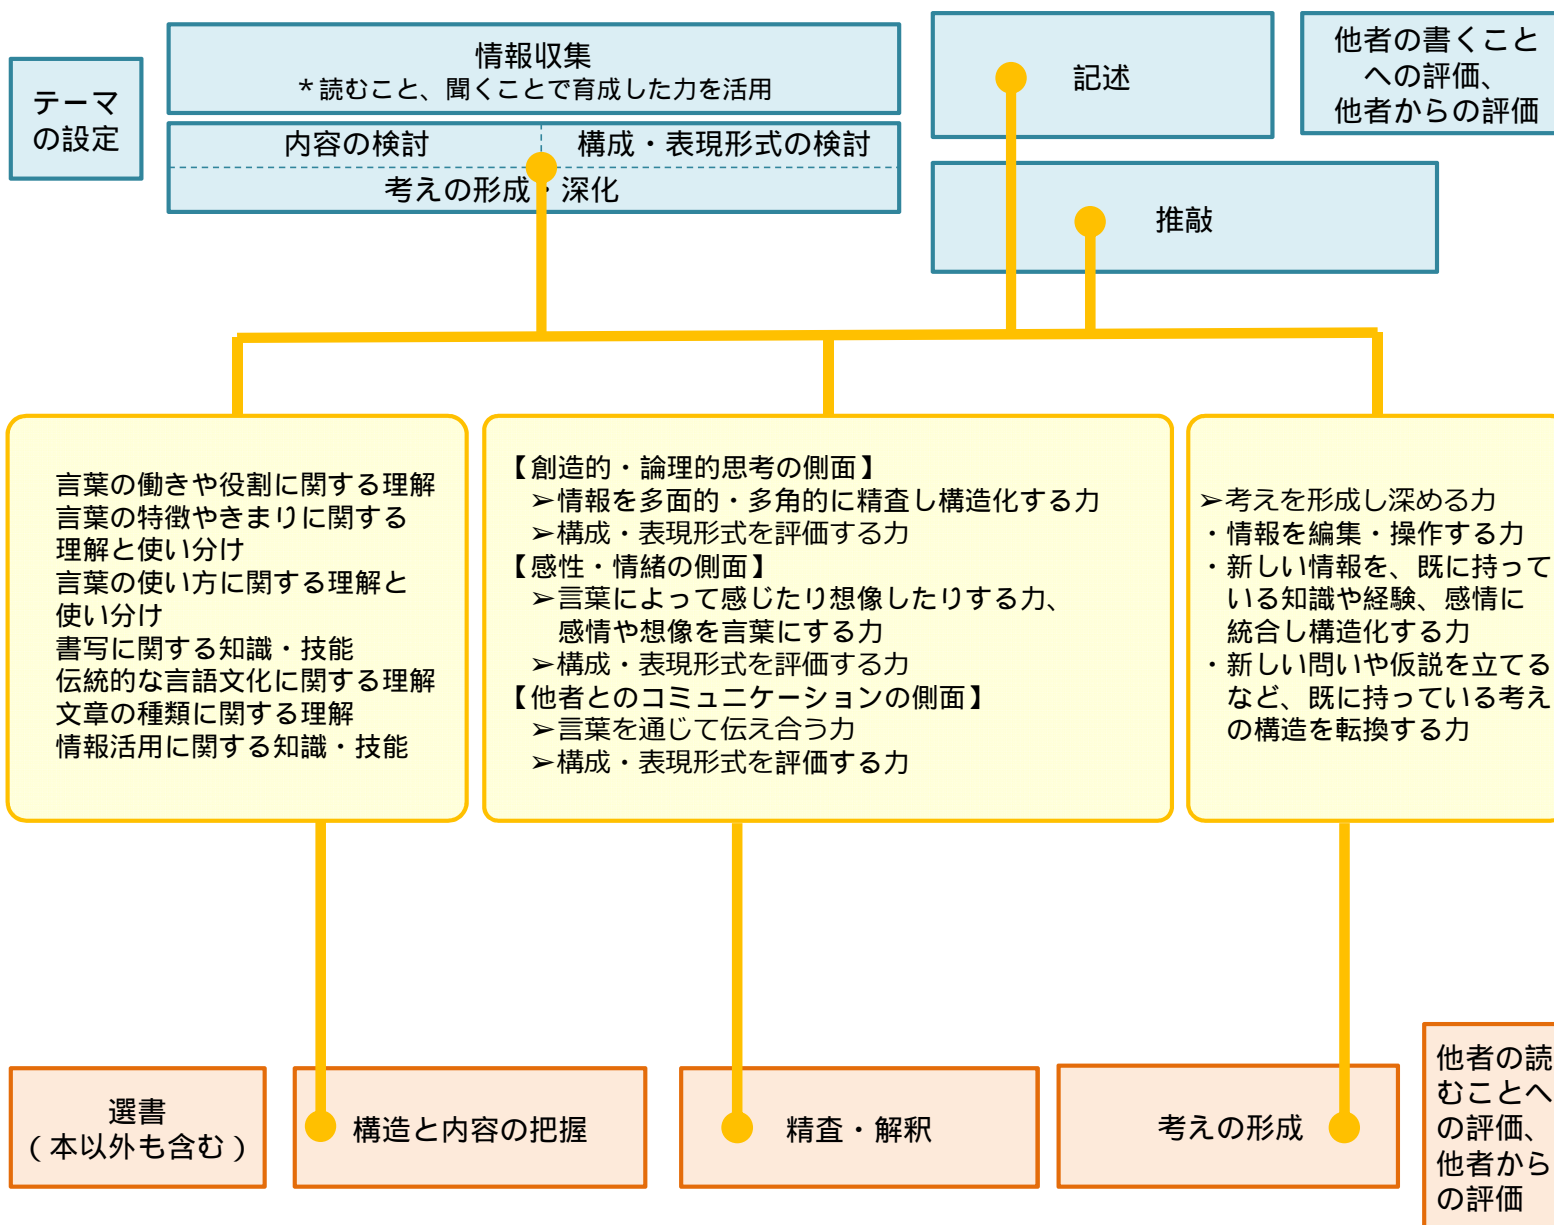 テーマ
の設定
情報収集
*読むこと、聞くことで育成した力を活用
内容の検討
構成・表現形式の検討
考えの形成・深化
記述
他者の書くこと
への評価、
他者からの評価
推敲
言葉の働きや役割に関する理解
言葉の特徴やきまりに関する
理解と使い分け
言葉の使い方に関する理解と
使い分け
書写に関する知識・技能
伝統的な言語文化に関する理解
文章の種類に関する理解
情報活用に関する知識・技能
【創造的・論理的思考の側面】
➢情報を多面的・多角的に精査し構造化する力
➢構成・表現形式を評価する力
【感性・情緒の側面】
➢言葉によって感じたり想像したりする力、
感情や想像を言葉にする力
➢構成・表現形式を評価する力
【他者とのコミュニケーションの側面】
➢言葉を通じて伝え合う力
➢構成・表現形式を評価する力
➢考えを形成し深める力
・情報を編集・操作する力
・新しい情報を、既に持って
いる知識や経験、感情に
統合し構造化する力
・新しい問いや仮説を立てる
など、既に持っている考え
の構造を転換する力
選書
(本以外も含む)
構造と内容の把握
精査・解釈
考えの形成
他者の読
むことへ
の評価、
他者から
の評価